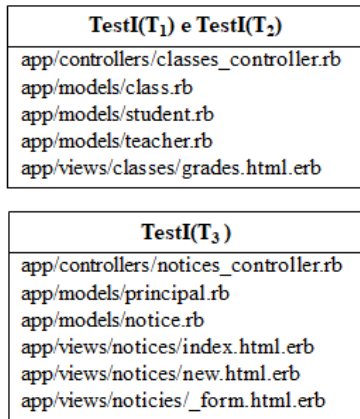 TestI(T₁) e TestI(T₂)
app/controllers/classes_controller.rb
app/models/class.rb
app/models/student.rb
app/models/teacher.rb
app/views/classes/grades.html.erb
TestI(T₃ )
app/controllers/notices_controller.rb
app/models/principal.rb
app/models/notice.rb
app/views/notices/index.html.erb
app/views/notices/new.html.erb
app/views/noticies/_form.html.erb